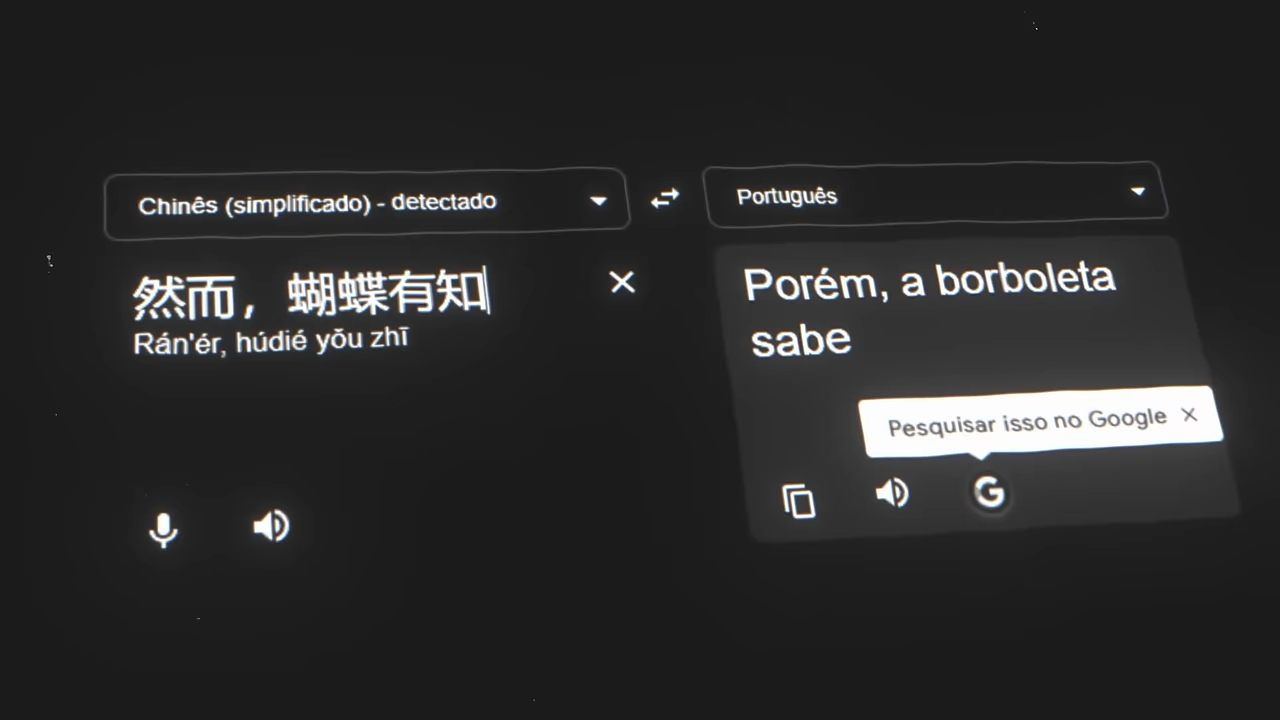 Chinês (simplificado) - detectado
Português
然而，蝴蝶有知
Rán'ér, húdié yǒu zhī
Porém, a borboleta
sabe
Pesquisar isso no Google
G